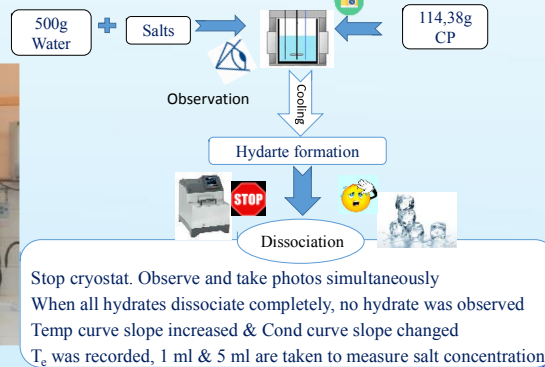 500g
Water
Salts
114,38g
CP
Observation
Cooling
Hydarte formation
STOP
Dissociation
Stop cryostat. Observe and take photos simultaneously
When all hydrates dissociate completely, no hydrate was observed
Temp curve slope increased & Cond curve slope changed
Te was recorded, 1 ml & 5 ml are taken to measure salt concentration